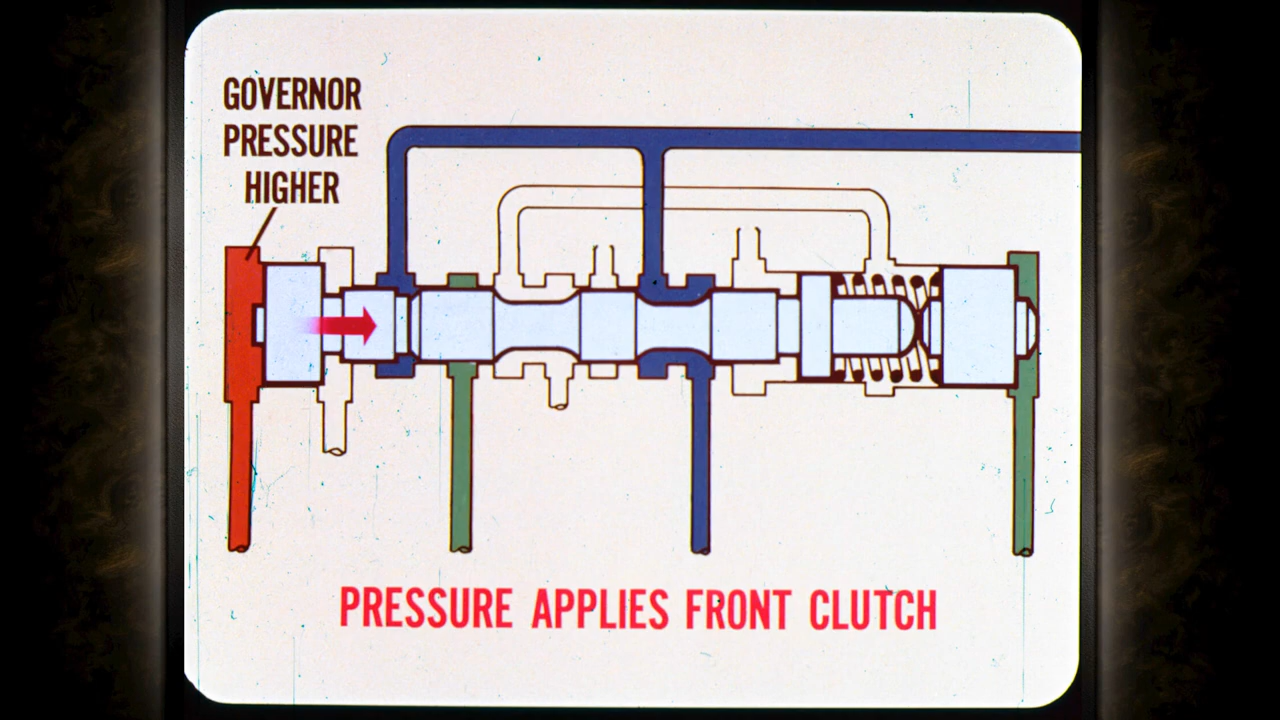 GOVERNOR
PRESSURE
HIGHER
PRESSURE APPLIES FRONT CLUTCH